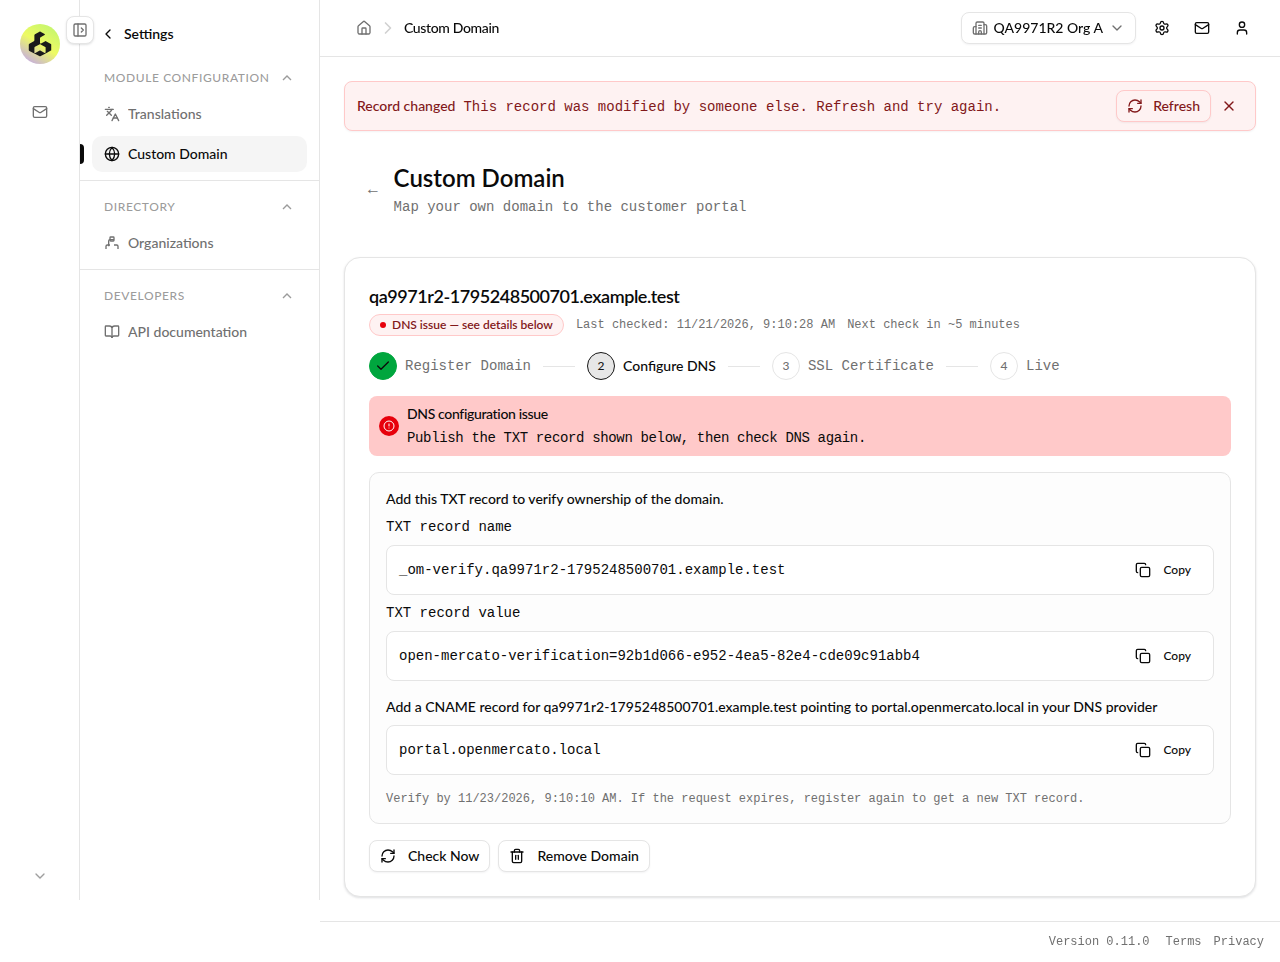 Settings
MODULE CONFIGURATION
Translations
Custom Domain
DIRECTORY
Organizations
DEVELOPERS
API documentation
Custom Domain
QA9971R2 Org A
Record changed This record was modified by someone else. Refresh and try again.
Refresh
Custom Domain
Map your own domain to the customer portal
qa9971r2-1795248500701.example.test
DNS issue — see details below
Last checked: 11/21/2026, 9:10:28 AM
Next check in ~5 minutes
Register Domain
2 Configure DNS
3 SSL Certificate
4 Live
DNS configuration issue
Publish the TXT record shown below, then check DNS again.
Add this TXT record to verify ownership of the domain.
TXT record name
_om-verify.qa9971r2-1795248500701.example.test
Copy
TXT record value
open-mercato-verification=92b1d066-e952-4ea5-82e4-cde09c91abb4
Copy
Add a CNAME record for qa9971r2-1795248500701.example.test pointing to portal.openmercato.local in your DNS provider
portal.openmercato.local
Copy
Verify by 11/23/2026, 9:10:10 AM. If the request expires, register again to get a new TXT record.
Check Now
Remove Domain
Version 0.11.0
Terms
Privacy